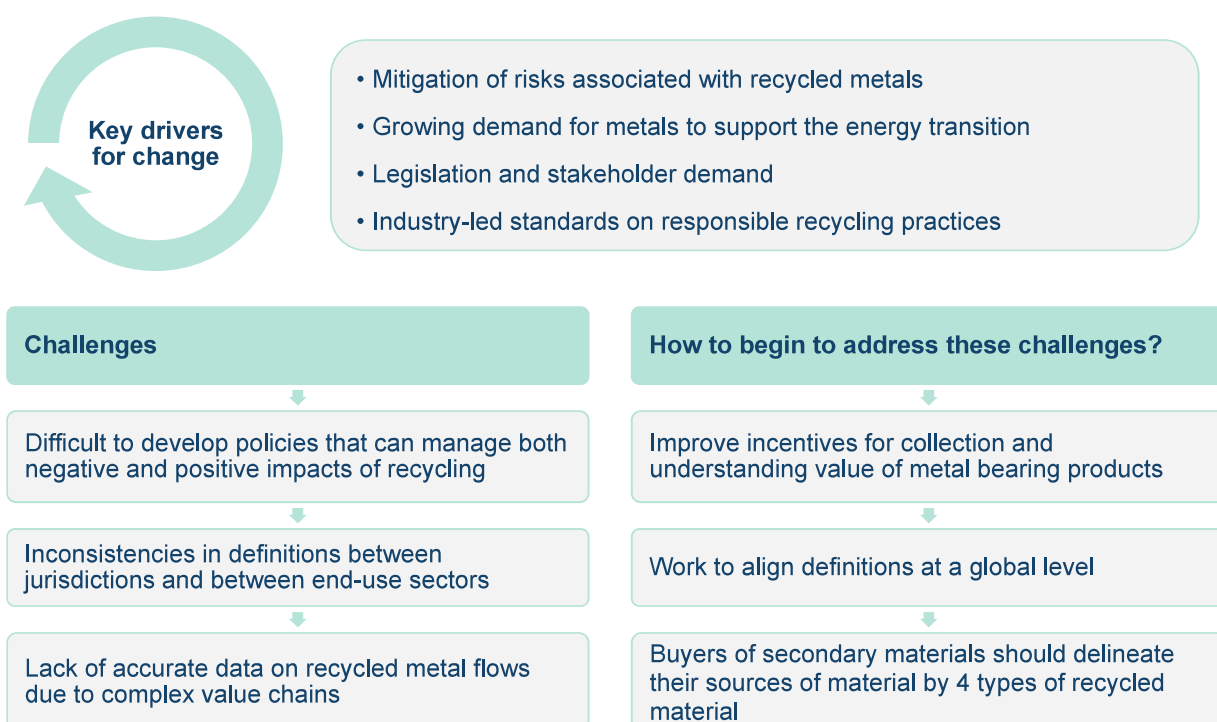 Key drivers
for change
• Mitigation of risks associated with recycled metals
• Growing demand for metals to support the energy transition
• Legislation and stakeholder demand
• Industry-led standards on responsible recycling practices
Challenges
Difficult to develop policies that can manage both
negative and positive impacts of recycling
Inconsistencies in definitions between
jurisdictions and between end-use sectors
Lack of accurate data on recycled metal flows
due to complex value chains
How to begin to address these challenges?
Improve incentives for collection and
understanding value of metal bearing products
Work to align definitions at a global level
Buyers of secondary materials should delineate
their sources of material by 4 types of recycled
material